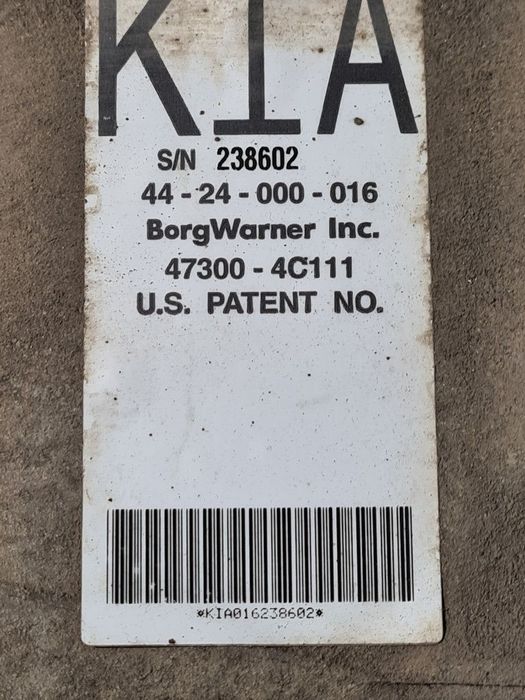 KIA
S/N 238602
44 - 24 - 000 - 016
BorgWarner Inc.
47300 - 4C111
U.S. PATENT NO.
*KIA016238602*